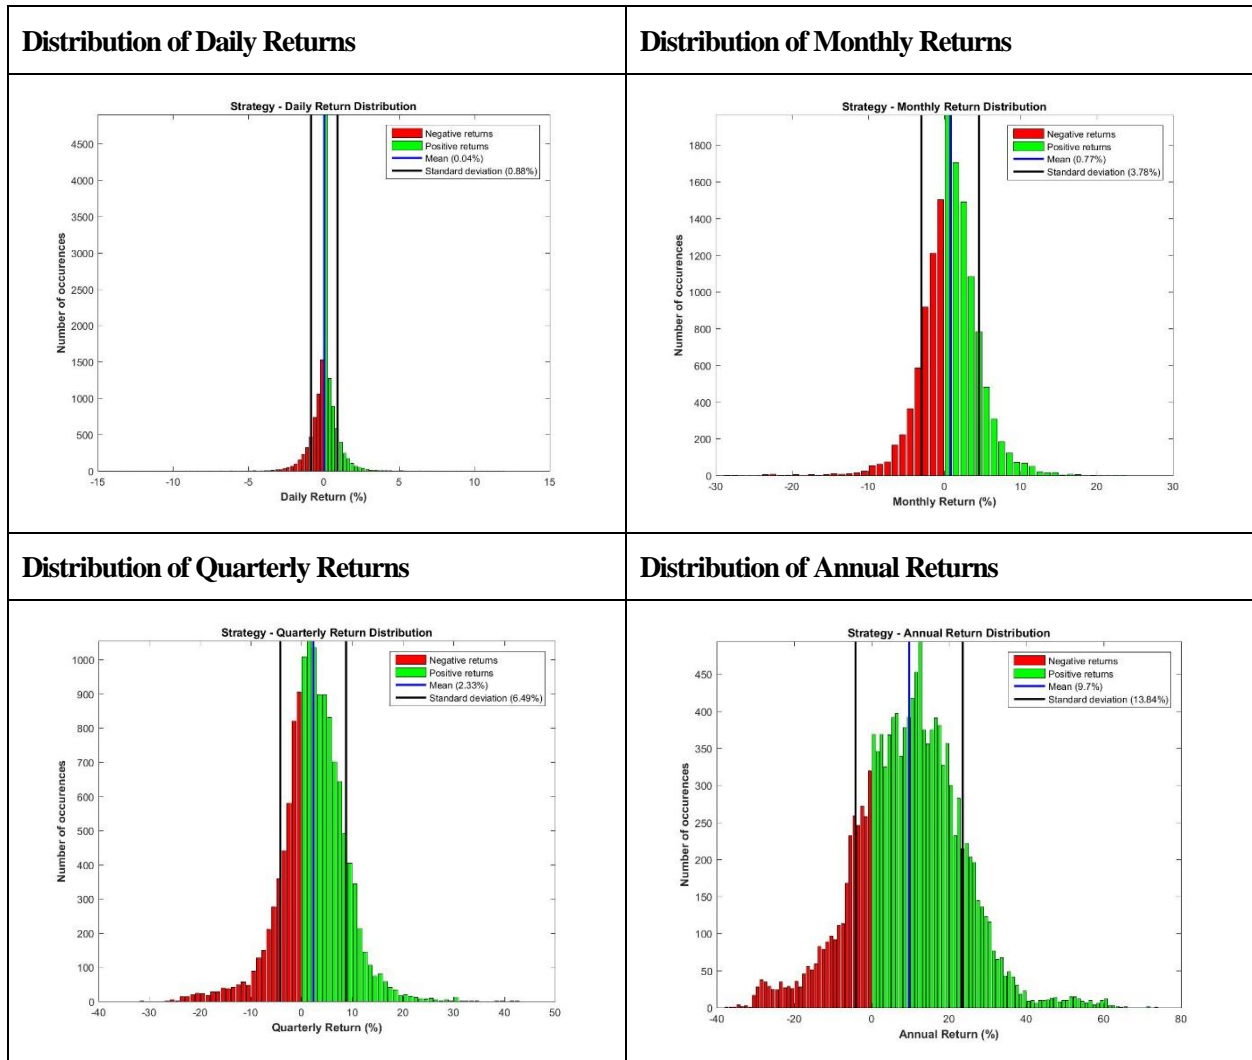 Distribution of Daily Returns
Distribution of Monthly Returns
Strategy - Daily Return Distribution
Negative returns
Positive returns
Mean (0.04%)
Standard deviation (0.88%)
Number of occurences
4500
4000
3500
3000
2500
2000
1500
1000
500
0
-15 -10 -5 0 5 10 15
Daily Return (%)
Strategy - Monthly Return Distribution
Negative returns
Positive returns
Mean (0.77%)
Standard deviation (3.78%)
Number of occurences
1800
1600
1400
1200
1000
800
600
400
200
0
-30 -20 -10 0 10 20 30
Monthly Return (%)
Distribution of Quarterly Returns
Distribution of Annual Returns
Strategy - Quarterly Return Distribution
Negative returns
Positive returns
Mean (2.33%)
Standard deviation (6.49%)
Number of occurences
1000
900
800
700
600
500
400
300
200
100
0
-40 -30 -20 -10 0 10 20 30 40 50
Quarterly Return (%)
Strategy - Annual Return Distribution
Negative returns
Positive returns
Mean (9.7%)
Standard deviation (13.84%)
Number of occurences
450
400
350
300
250
200
150
100
50
0
-40 -20 0 20 40 60 80
Annual Return (%)